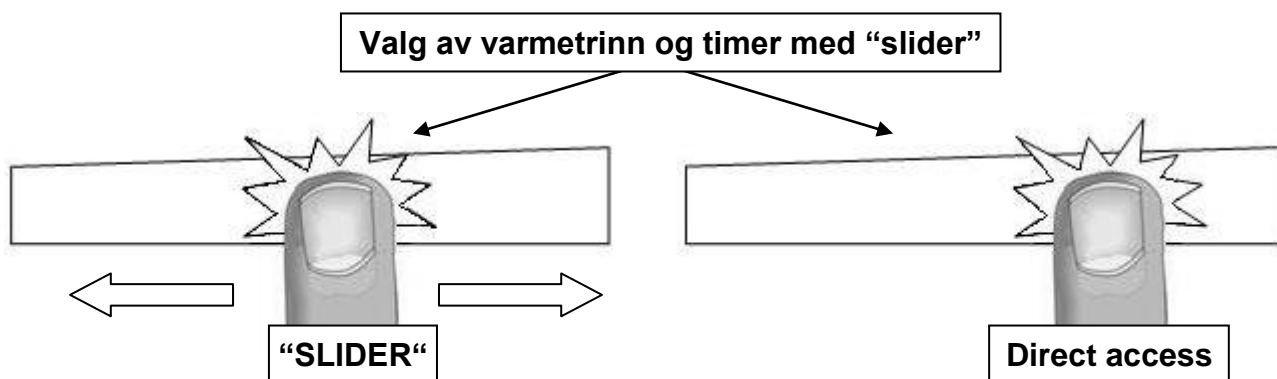 Valg av varmetrinn og timer med “slider”
“SLIDER“
Direct access